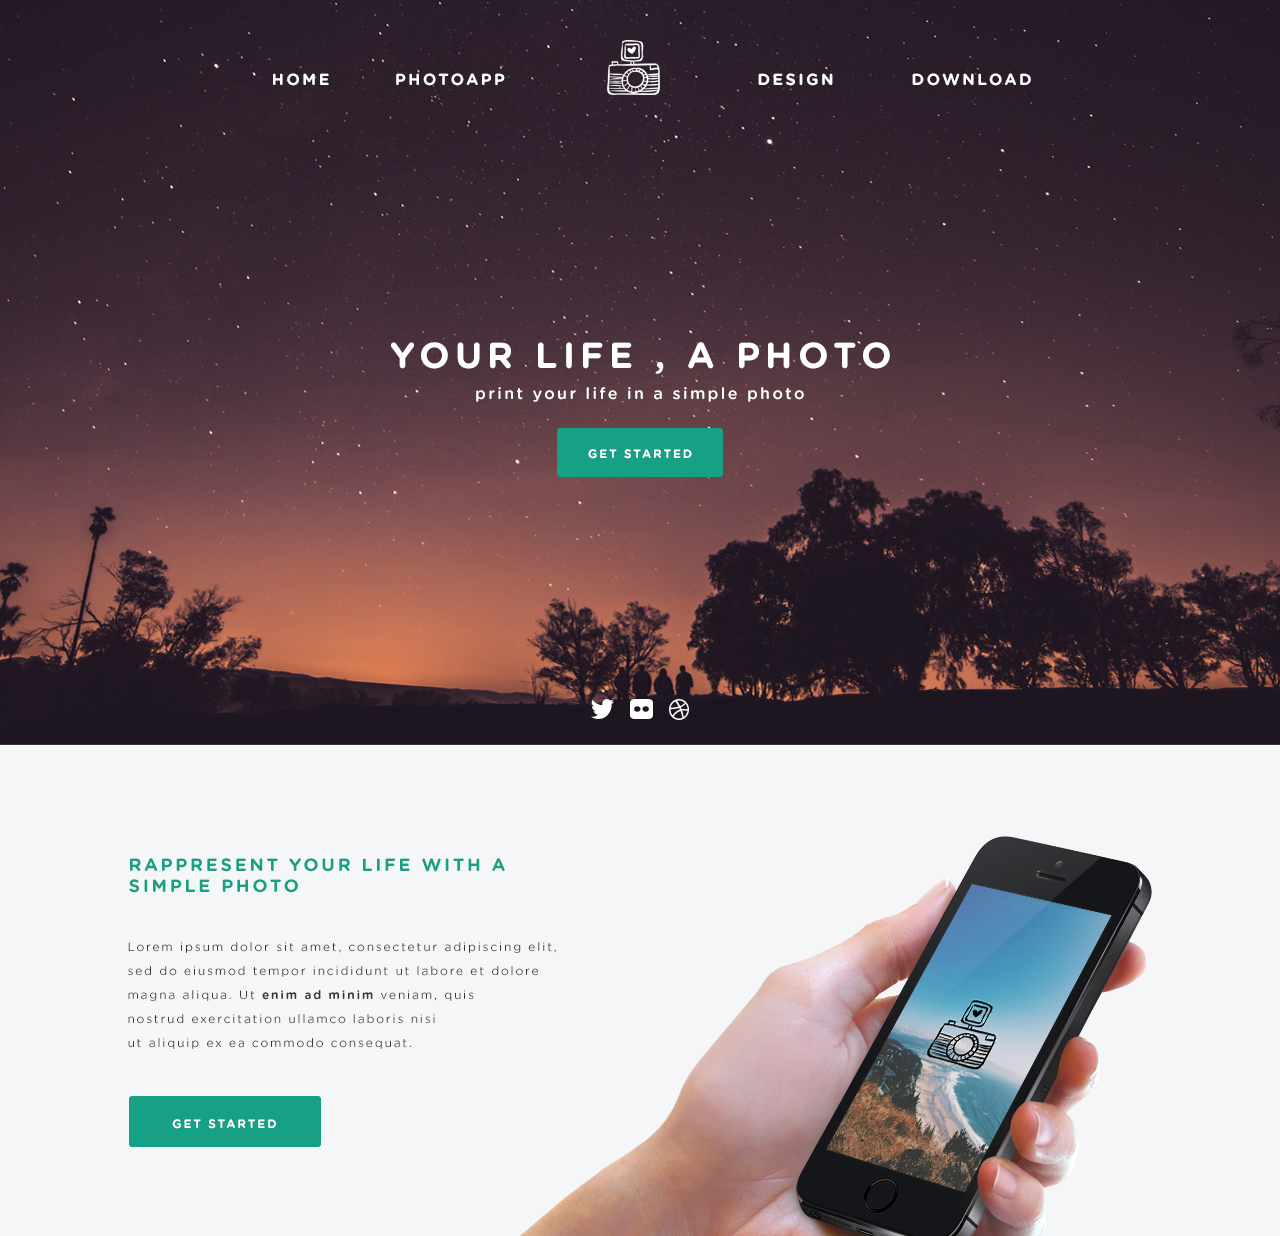 HOME PHOTOAPP DESIGN DOWNLOAD
YOUR LIFE , A PHOTO
print your life in a simple photo
GET STARTED
RAPPRESENT YOUR LIFE WITH A
SIMPLE PHOTO
Lorem ipsum dolor sit amet, consectetur adipiscing elit,
sed do eiusmod tempor incididunt ut labore et dolore
magna aliqua. Ut enim ad minim veniam, quis
nostrud exercitation ullamco laboris nisi
ut aliquip ex ea commodo consequat.
GET STARTED